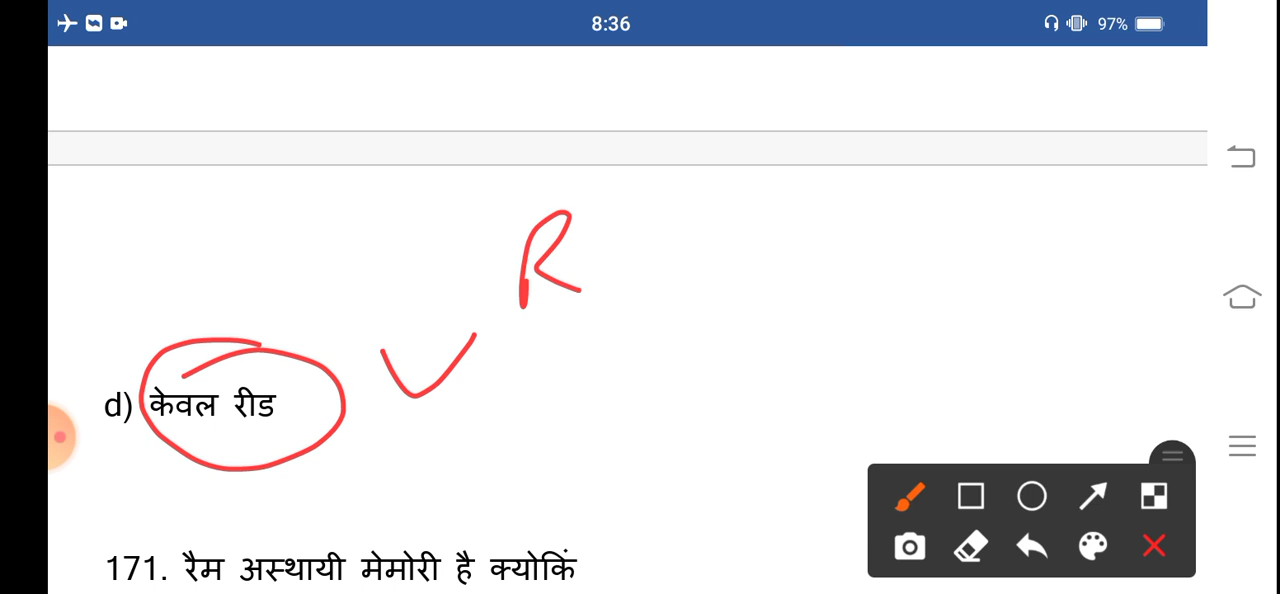 8:36
97%
R
d) केवल रीड
171. रैम अस्थायी मेमोरी है क्योकिं